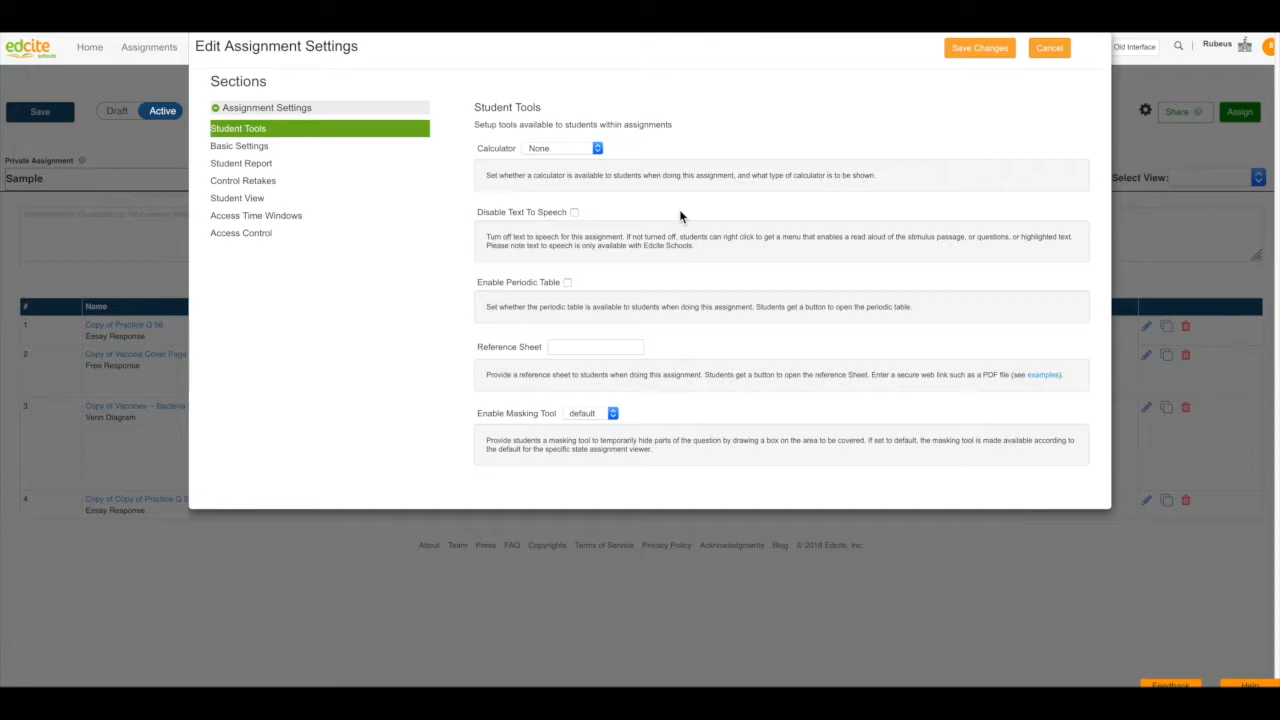 edcite
schools
Home
Assignments
Edit Assignment Settings
Save Changes
Cancel
Old Interface
Rubeus
Save
Draft
Active
Share
Assign
Private Assignment
Sample
Select View:
Sections
Assignment Settings
Student Tools
Basic Settings
Student Report
Control Retakes
Student View
Access Time Windows
Access Control
Student Tools
Setup tools available to students within assignments
Calculator None
Set whether a calculator is available to students when doing this assignment, and what type of calculator is to be shown.
Disable Text To Speech
Turn off text to speech for this assignment. If not turned off, students can right click to get a menu that enables a read aloud of the stimulus passage, or questions, or highlighted text.
Please note text to speech is only available with Edcite Schools.
Enable Periodic Table
Set whether the periodic table is available to students when doing this assignment. Students get a button to open the periodic table.
Reference Sheet
Provide a reference sheet to students when doing this assignment. Students get a button to open the reference Sheet. Enter a secure web link such as a PDF file (see examples).
Enable Masking Tool default
Provide students a masking tool to temporarily hide parts of the question by drawing a box on the area to be covered. If set to default, the masking tool is made available according to
the default for the specific state assignment viewer.
# Name
1 Copy of Practice Q 56
Essay Response
2 Copy of Vaccine Cover Page
Free Response
3 Copy of Vaccines – Bacteria
Venn Diagram
4 Copy of Copy of Practice Q 5
Essay Response
About Team Press FAQ Copyrights Terms of Service Privacy Policy Acknowledgments Blog © 2018 Edcite, Inc.
Feedback
Help